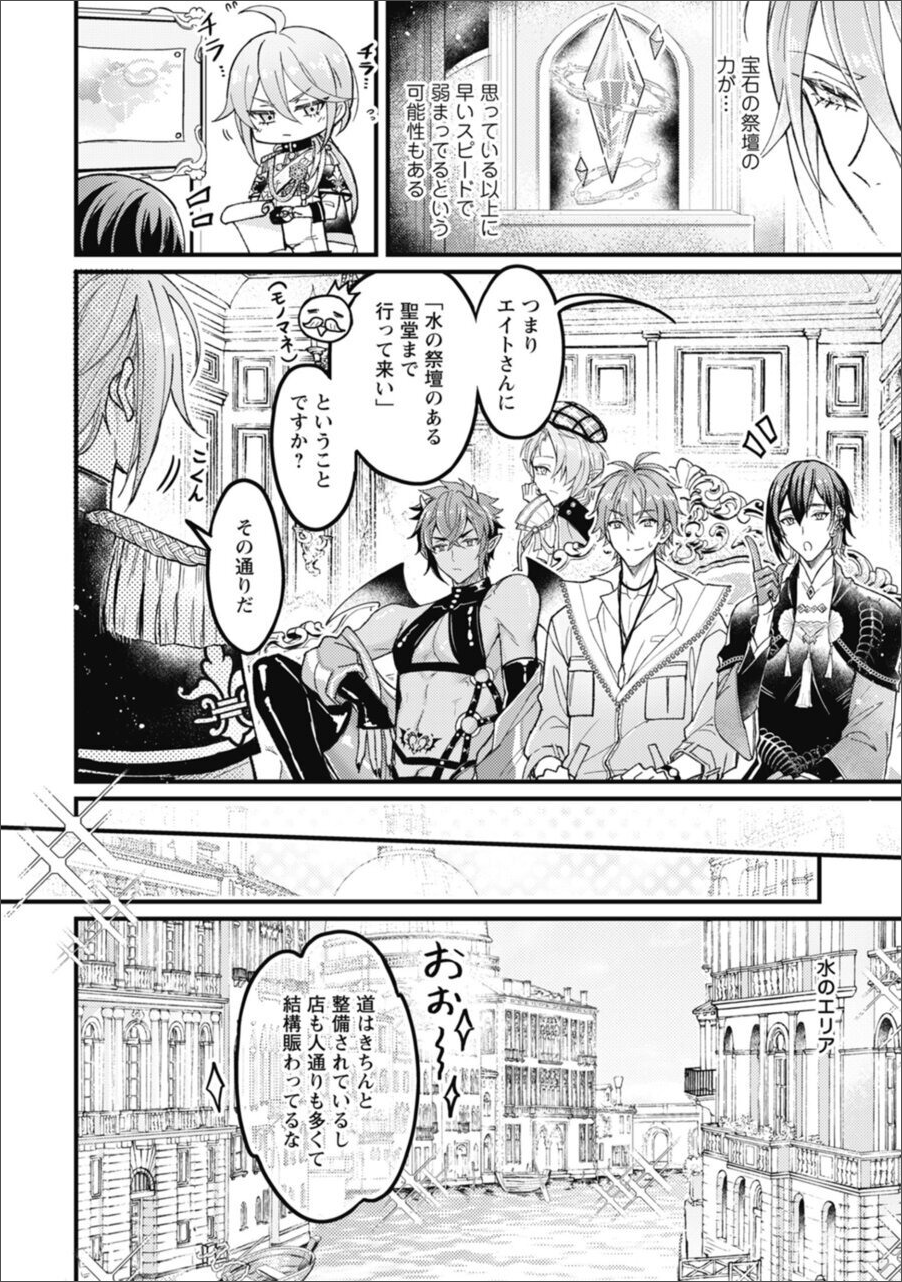 宝石の祭壇の
力が…
思っている以上に
早いスピードで
弱まってるという
可能性もある
チラ
チラ
つまり
エイトさんに
「水の祭壇のある
聖堂まで
行って来い」
(モノマネ)
ということ
ですか？
こくん
その通りだ
水のエリア
おお〜
道はきちんと
整備されているし
店も人通りも多くて
結構賑わってるな